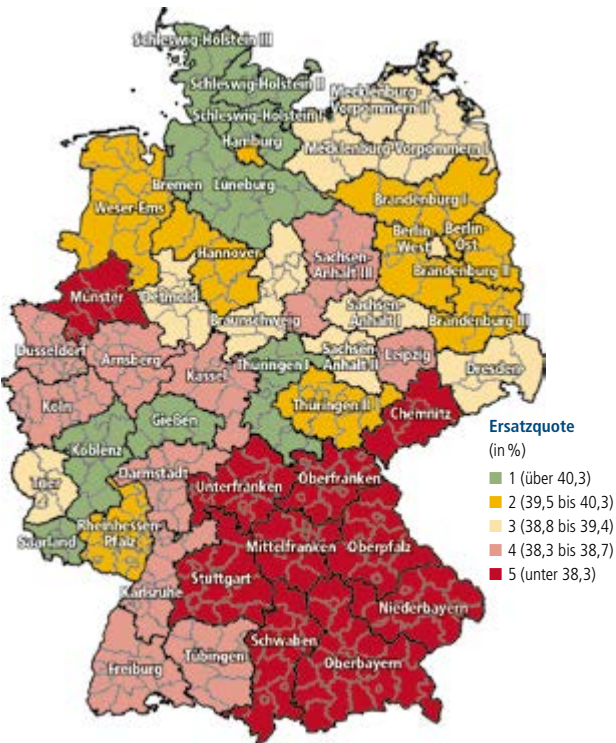 Schleswig-Holstein III
Schleswig-Holstein II
Mecklenburg-
Vorpommern II
Schleswig-Holstein I
Hamburg
Mecklenburg-Vorpommern I
Bremen
Lüneburg
Weser-Ems
Brandenburg I
Berlin-
West
Berlin-
Ost
Hannover
Sachsen-
Anhalt III
Brandenburg II
Münster
Detmold
Braunschweig
Sachsen-
Anhalt I
Brandenburg III
Düsseldorf
Arnsberg
Kassel
Thüringen I
Sachsen-
Anhalt II
Leipzig
Dresden
Köln
Gießen
Thüringen II
Chemnitz
Koblenz
Trier
Darmstadt
Unterfranken
Oberfranken
Rheinhessen-
Pfalz
Saarland
Mittelfranken
Oberpfalz
Stuttgart
Karlsruhe
Niederbayern
Schwaben
Tübingen
Oberbayern
Freiburg
Ersatzquote
(in %)
1 (über 40,3)
2 (39,5 bis 40,3)
3 (38,8 bis 39,4)
4 (38,3 bis 38,7)
5 (unter 38,3)